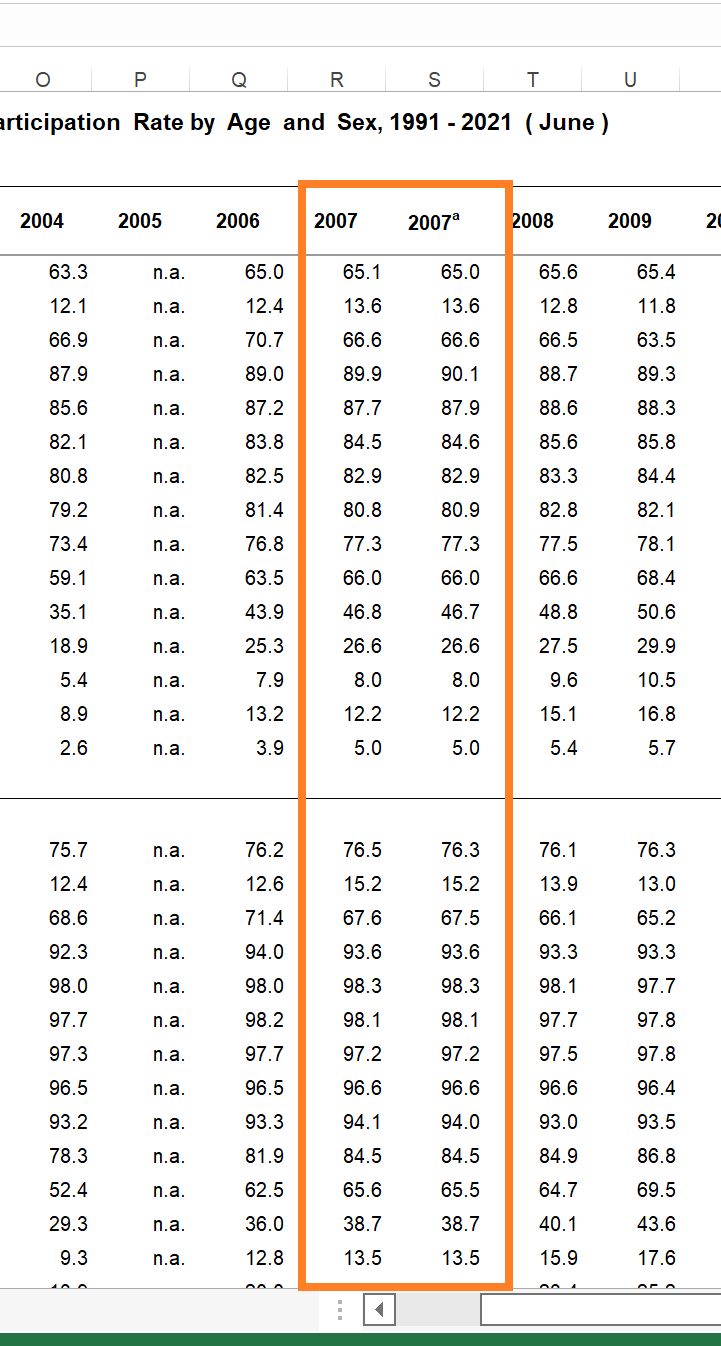 O P Q R S T U
articipation Rate by Age and Sex, 1991 - 2021 ( June )
2004 2005 2006 2007 2007ᵃ 2008 2009 20
63.3 n.a. 65.0 65.1 65.0 65.6 65.4
12.1 n.a. 12.4 13.6 13.6 12.8 11.8
66.9 n.a. 70.7 66.6 66.6 66.5 63.5
87.9 n.a. 89.0 89.9 90.1 88.7 89.3
85.6 n.a. 87.2 87.7 87.9 88.6 88.3
82.1 n.a. 83.8 84.5 84.6 85.6 85.8
80.8 n.a. 82.5 82.9 82.9 83.3 84.4
79.2 n.a. 81.4 80.8 80.9 82.8 82.1
73.4 n.a. 76.8 77.3 77.3 77.5 78.1
59.1 n.a. 63.5 66.0 66.0 66.6 68.4
35.1 n.a. 43.9 46.8 46.7 48.8 50.6
18.9 n.a. 25.3 26.6 26.6 27.5 29.9
5.4 n.a. 7.9 8.0 8.0 9.6 10.5
8.9 n.a. 13.2 12.2 12.2 15.1 16.8
2.6 n.a. 3.9 5.0 5.0 5.4 5.7
75.7 n.a. 76.2 76.5 76.3 76.1 76.3
12.4 n.a. 12.6 15.2 15.2 13.9 13.0
68.6 n.a. 71.4 67.6 67.5 66.1 65.2
92.3 n.a. 94.0 93.6 93.6 93.3 93.3
98.0 n.a. 98.0 98.3 98.3 98.1 97.7
97.7 n.a. 98.2 98.1 98.1 97.7 97.8
97.3 n.a. 97.7 97.2 97.2 97.5 97.8
96.5 n.a. 96.5 96.6 96.6 96.6 96.4
93.2 n.a. 93.3 94.1 94.0 93.0 93.5
78.3 n.a. 81.9 84.5 84.5 84.9 86.8
52.4 n.a. 62.5 65.6 65.5 64.7 69.5
29.3 n.a. 36.0 38.7 38.7 40.1 43.6
9.3 n.a. 12.8 13.5 13.5 15.9 17.6